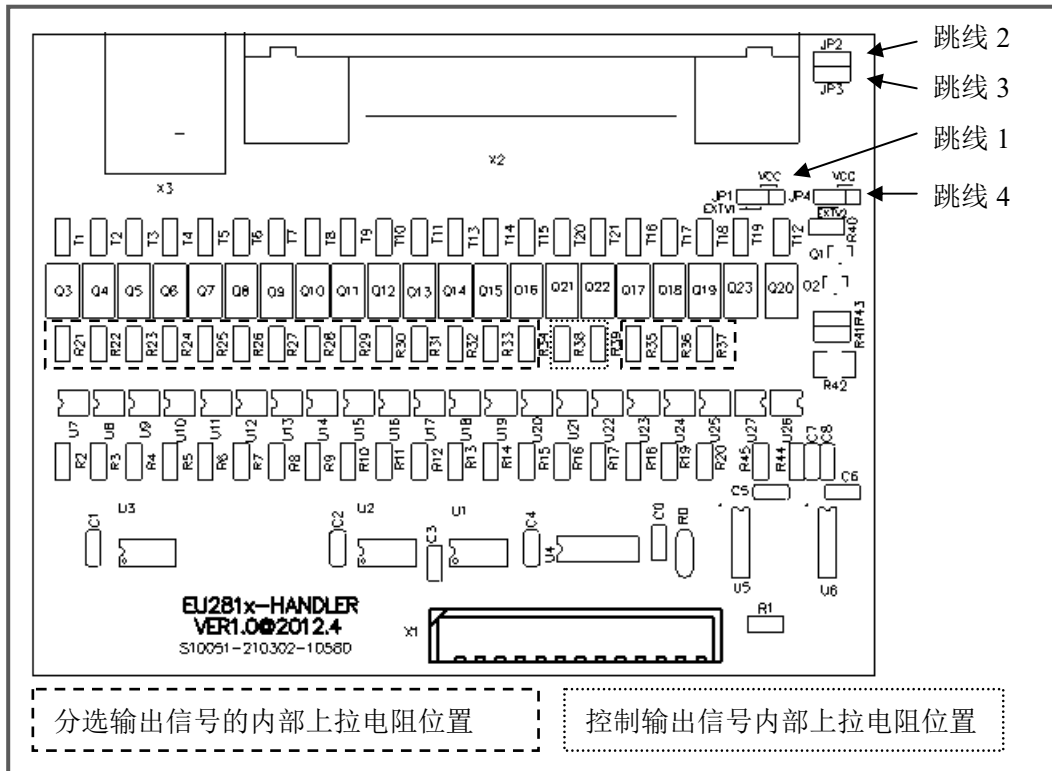 JP2
跳线 2
JP3
跳线 3
跳线 1
X2
X3
VCC
VCC
JP1
JP4
跳线 4
EXTV1
EXTV2
T1 T2 T3 T4 T5 T6 T7 T8 T9 T10 T11 T13 T14 T15 T20 T21 T16 T17 T18 T19 T12 R40
Q1
Q3 Q4 Q5 Q6 Q7 Q8 Q9 Q10 Q11 Q12 Q13 Q14 Q15 Q16 Q21 Q22 Q17 Q18 Q19 Q23 Q20 Q2
R21 R22 R23 R24 R25 R26 R27 R28 R29 R30 R31 R32 R33 R34 R38 R39 R35 R36 R37 R41 R43
R42
U7 U8 U9 U10 U11 U12 U13 U14 U15 U16 U17 U18 U19 U20 U21 U22 U23 U24 U25 U27 U26 C7 C8
R2 R3 R4 R5 R6 R7 R8 R9 R10 R11 R12 R13 R14 R15 R16 R17 R18 R19 R20 R45 R44
C5 C6
C1 U3 C2 U2 C3 U1 C4 U4 C0 R0
U5 U6
EU281x-HANDLER
VER1.0@2012.4
S10051-210302-10580
X1
R1
分选输出信号的内部上拉电阻位置
控制输出信号内部上拉电阻位置